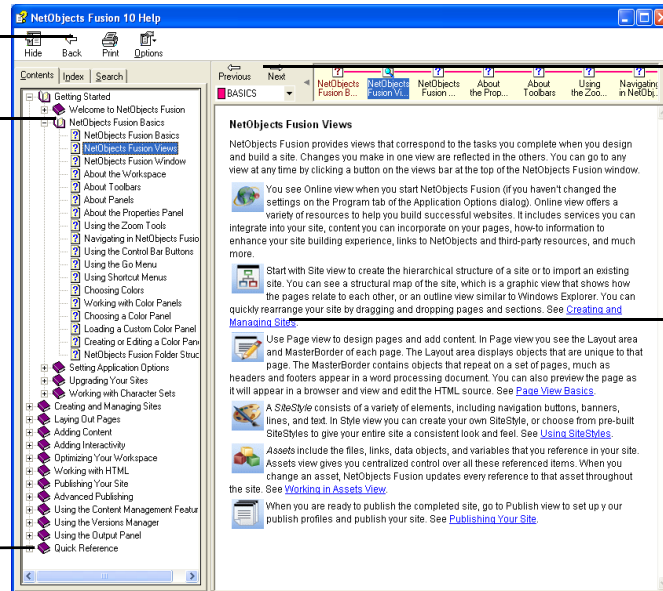 NetObjects Fusion 10 Help
Hide Back Print Options
Contents Index Search
Getting Started
Welcome to NetObjects Fusion
NetObjects Fusion Basics
NetObjects Fusion Basics
NetObjects Fusion Views
NetObjects Fusion Window
About the Workspace
About Toolbars
About Panels
About the Properties Panel
Using the Zoom Tools
Navigating in NetObjects Fusio
Using the Control Bar Buttons
Using the Go Menu
Using Shortcut Menus
Choosing Colors
Working with Color Panels
Choosing a Color Panel
Loading a Custom Color Panel
Creating or Editing a Color Pan
NetObjects Fusion Folder Struc
Setting Application Options
Upgrading Your Sites
Working with Character Sets
Creating and Managing Sites
Laying Out Pages
Adding Content
Adding Interactivity
Optimizing Your Workspace
Working with HTML
Publishing Your Site
Advanced Publishing
Using the Content Management Featur
Using the Versions Manager
Using the Output Panel
Quick Reference
Previous Next
BASICS
NetObjects Fusion B...
NetObjects Fusion Vi...
NetObjects Fusion ...
About the Prop...
About Toolbars
Using the Zoo...
Navigating in NetObj...
NetObjects Fusion Views
NetObjects Fusion provides views that correspond to the tasks you complete when you design
and build a site. Changes you make in one view are reflected in the others. You can go to any
view at any time by clicking a button on the views bar at the top of the NetObjects Fusion window.
You see Online view when you start NetObjects Fusion (if you haven't changed the
settings on the Program tab of the Application Options dialog). Online view offers a
variety of resources to help you build successful websites. It includes services you can
integrate into your site, content you can incorporate on your pages, how-to information to
enhance your site building experience, links to NetObjects and third-party resources, and much
more.
Start with Site view to create the hierarchical structure of a site or to import an existing
site. You can see a structural map of the site, which is a graphic view that shows how
the pages relate to each other, or an outline view similar to Windows Explorer. You can
quickly rearrange your site by dragging and dropping pages and sections. See Creating and
Managing Sites.
Use Page view to design pages and add content. In Page view you see the Layout area
and MasterBorder of each page. The Layout area displays objects that are unique to that
page. The MasterBorder contains objects that repeat on a set of pages, much as
headers and footers appear in a word processing document. You can also preview the page as
it will appear in a browser and view and edit the HTML source. See Page View Basics.
A SiteStyle consists of a variety of elements, including navigation buttons, banners,
lines, and text. In Style view you can create your own SiteStyle, or choose from pre-built
SiteStyles to give your entire site a consistent look and feel. See Using SiteStyles.
Assets include the files, links, data objects, and variables that you reference in your site.
Assets view gives you centralized control over all these referenced items. When you
change an asset, NetObjects Fusion updates every reference to that asset throughout
the site. See Working in Assets View.
When you are ready to publish the completed site, go to Publish view to set up y our
publish profiles and publish your site. See Publishing Your Site.